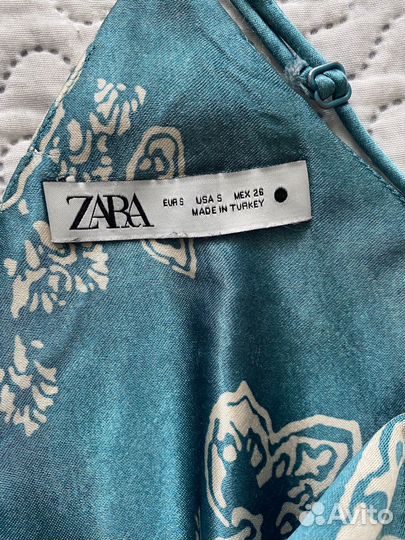 ZARA
EUR S USA S MEX 26
MADE IN TURKEY
Avito